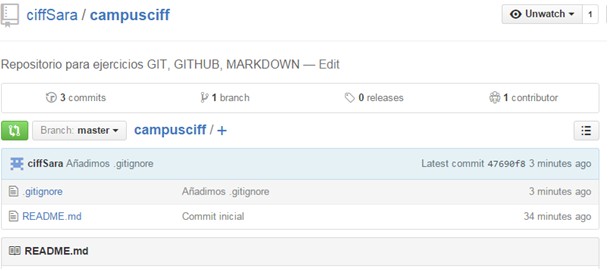 ciffSara / campusciff Unwatch 1
Repositorio para ejercicios GIT, GITHUB, MARKDOWN — Edit
3 commits 1 branch 0 releases 1 contributor
Branch: master campusciff / +
ciffSara Añadimos .gitignore Latest commit 47690f8 3 minutes ago
.gitignore Añadimos .gitignore 3 minutes ago
README.md Commit inicial 34 minutes ago
README.md